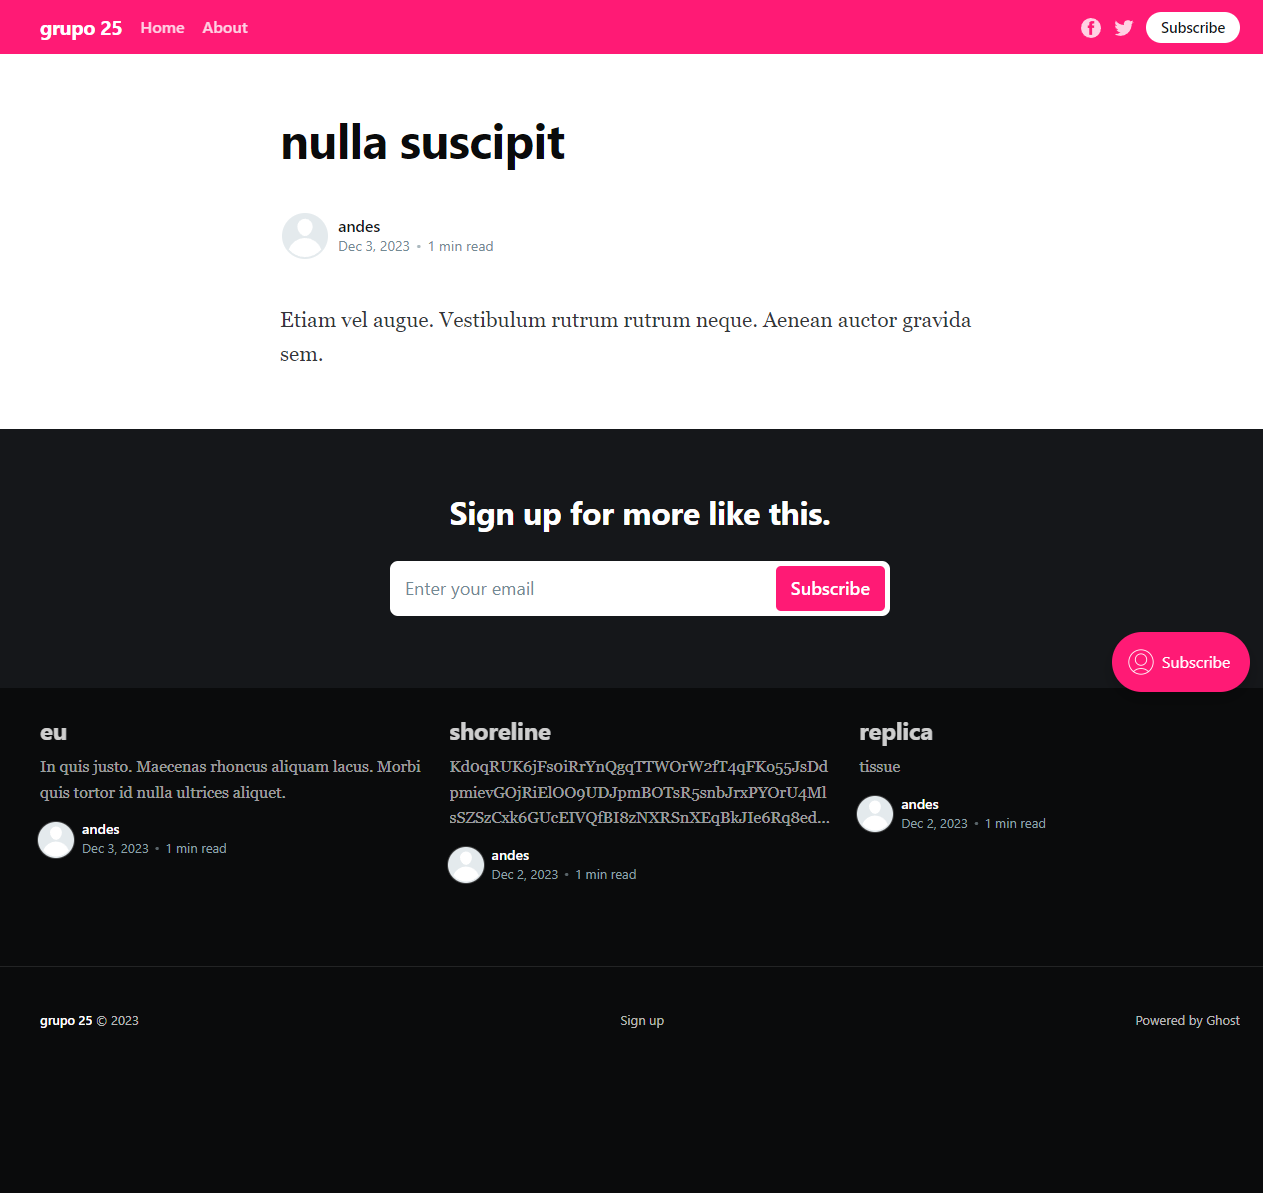 grupo 25 Home About Subscribe
nulla suscipit
andes
Dec 3, 2023 • 1 min read
Etiam vel augue. Vestibulum rutrum rutrum neque. Aenean auctor gravida
sem.
Sign up for more like this.
Enter your email Subscribe
Subscribe
eu
In quis justo. Maecenas rhoncus aliquam lacus. Morbi
quis tortor id nulla ultrices aliquet.
andes
Dec 3, 2023 • 1 min read
shoreline
Kd0qRUK6jFs0iRrYnQgqTTWOrW2fT4qFKo55JsDd
pmievGOjRiElOO9UDJpmBOTsR5snbJrxPYOrU4Ml
sSZSzCxk6GUcEIVQfBI8zNXRSnXEqBkJIe6Rq8ed…
andes
Dec 2, 2023 • 1 min read
replica
tissue
andes
Dec 2, 2023 • 1 min read
grupo 25 © 2023 Sign up Powered by Ghost